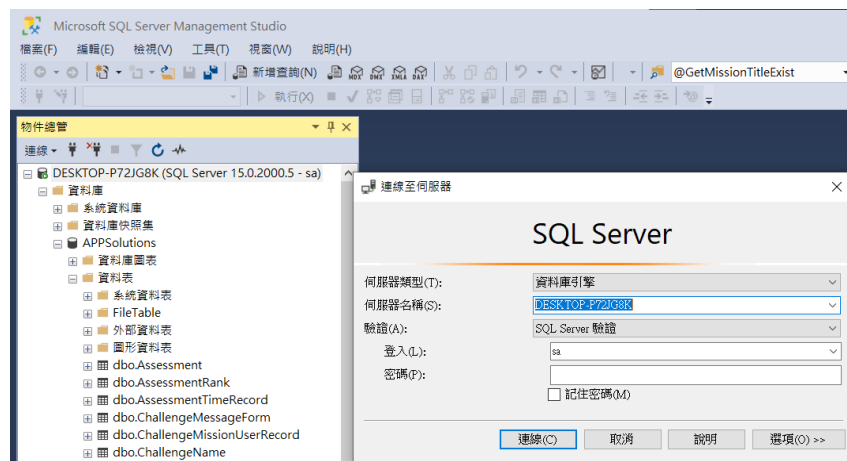 Microsoft SQL Server Management Studio
檔案(F) 編輯(E) 檢視(V) 工具(T) 視窗(W) 說明(H)
新增查詢(N) MDX DMX XMLA DAX @GetMissionTitleExist
執行(X)
物件總管
連線
DESKTOP-P72JG8K (SQL Server 15.0.2000.5 - sa)
資料庫
系統資料庫
資料庫快照集
APPSolutions
資料庫圖表
資料表
系統資料表
FileTable
外部資料表
圖形資料表
dbo.Assessment
dbo.AssessmentRank
dbo.AssessmentTimeRecord
dbo.ChallengeMessageForm
dbo.ChallengeMissionUserRecord
dbo.ChallengeName
連線至伺服器
SQL Server
伺服器類型(T): 資料庫引擎
伺服器名稱(S): DESKTOP-P72JG8K
驗證(A): SQL Server 驗證
登入(L): sa
密碼(P):
記住密碼(M)
連線(C) 取消 說明 選項(O) >>